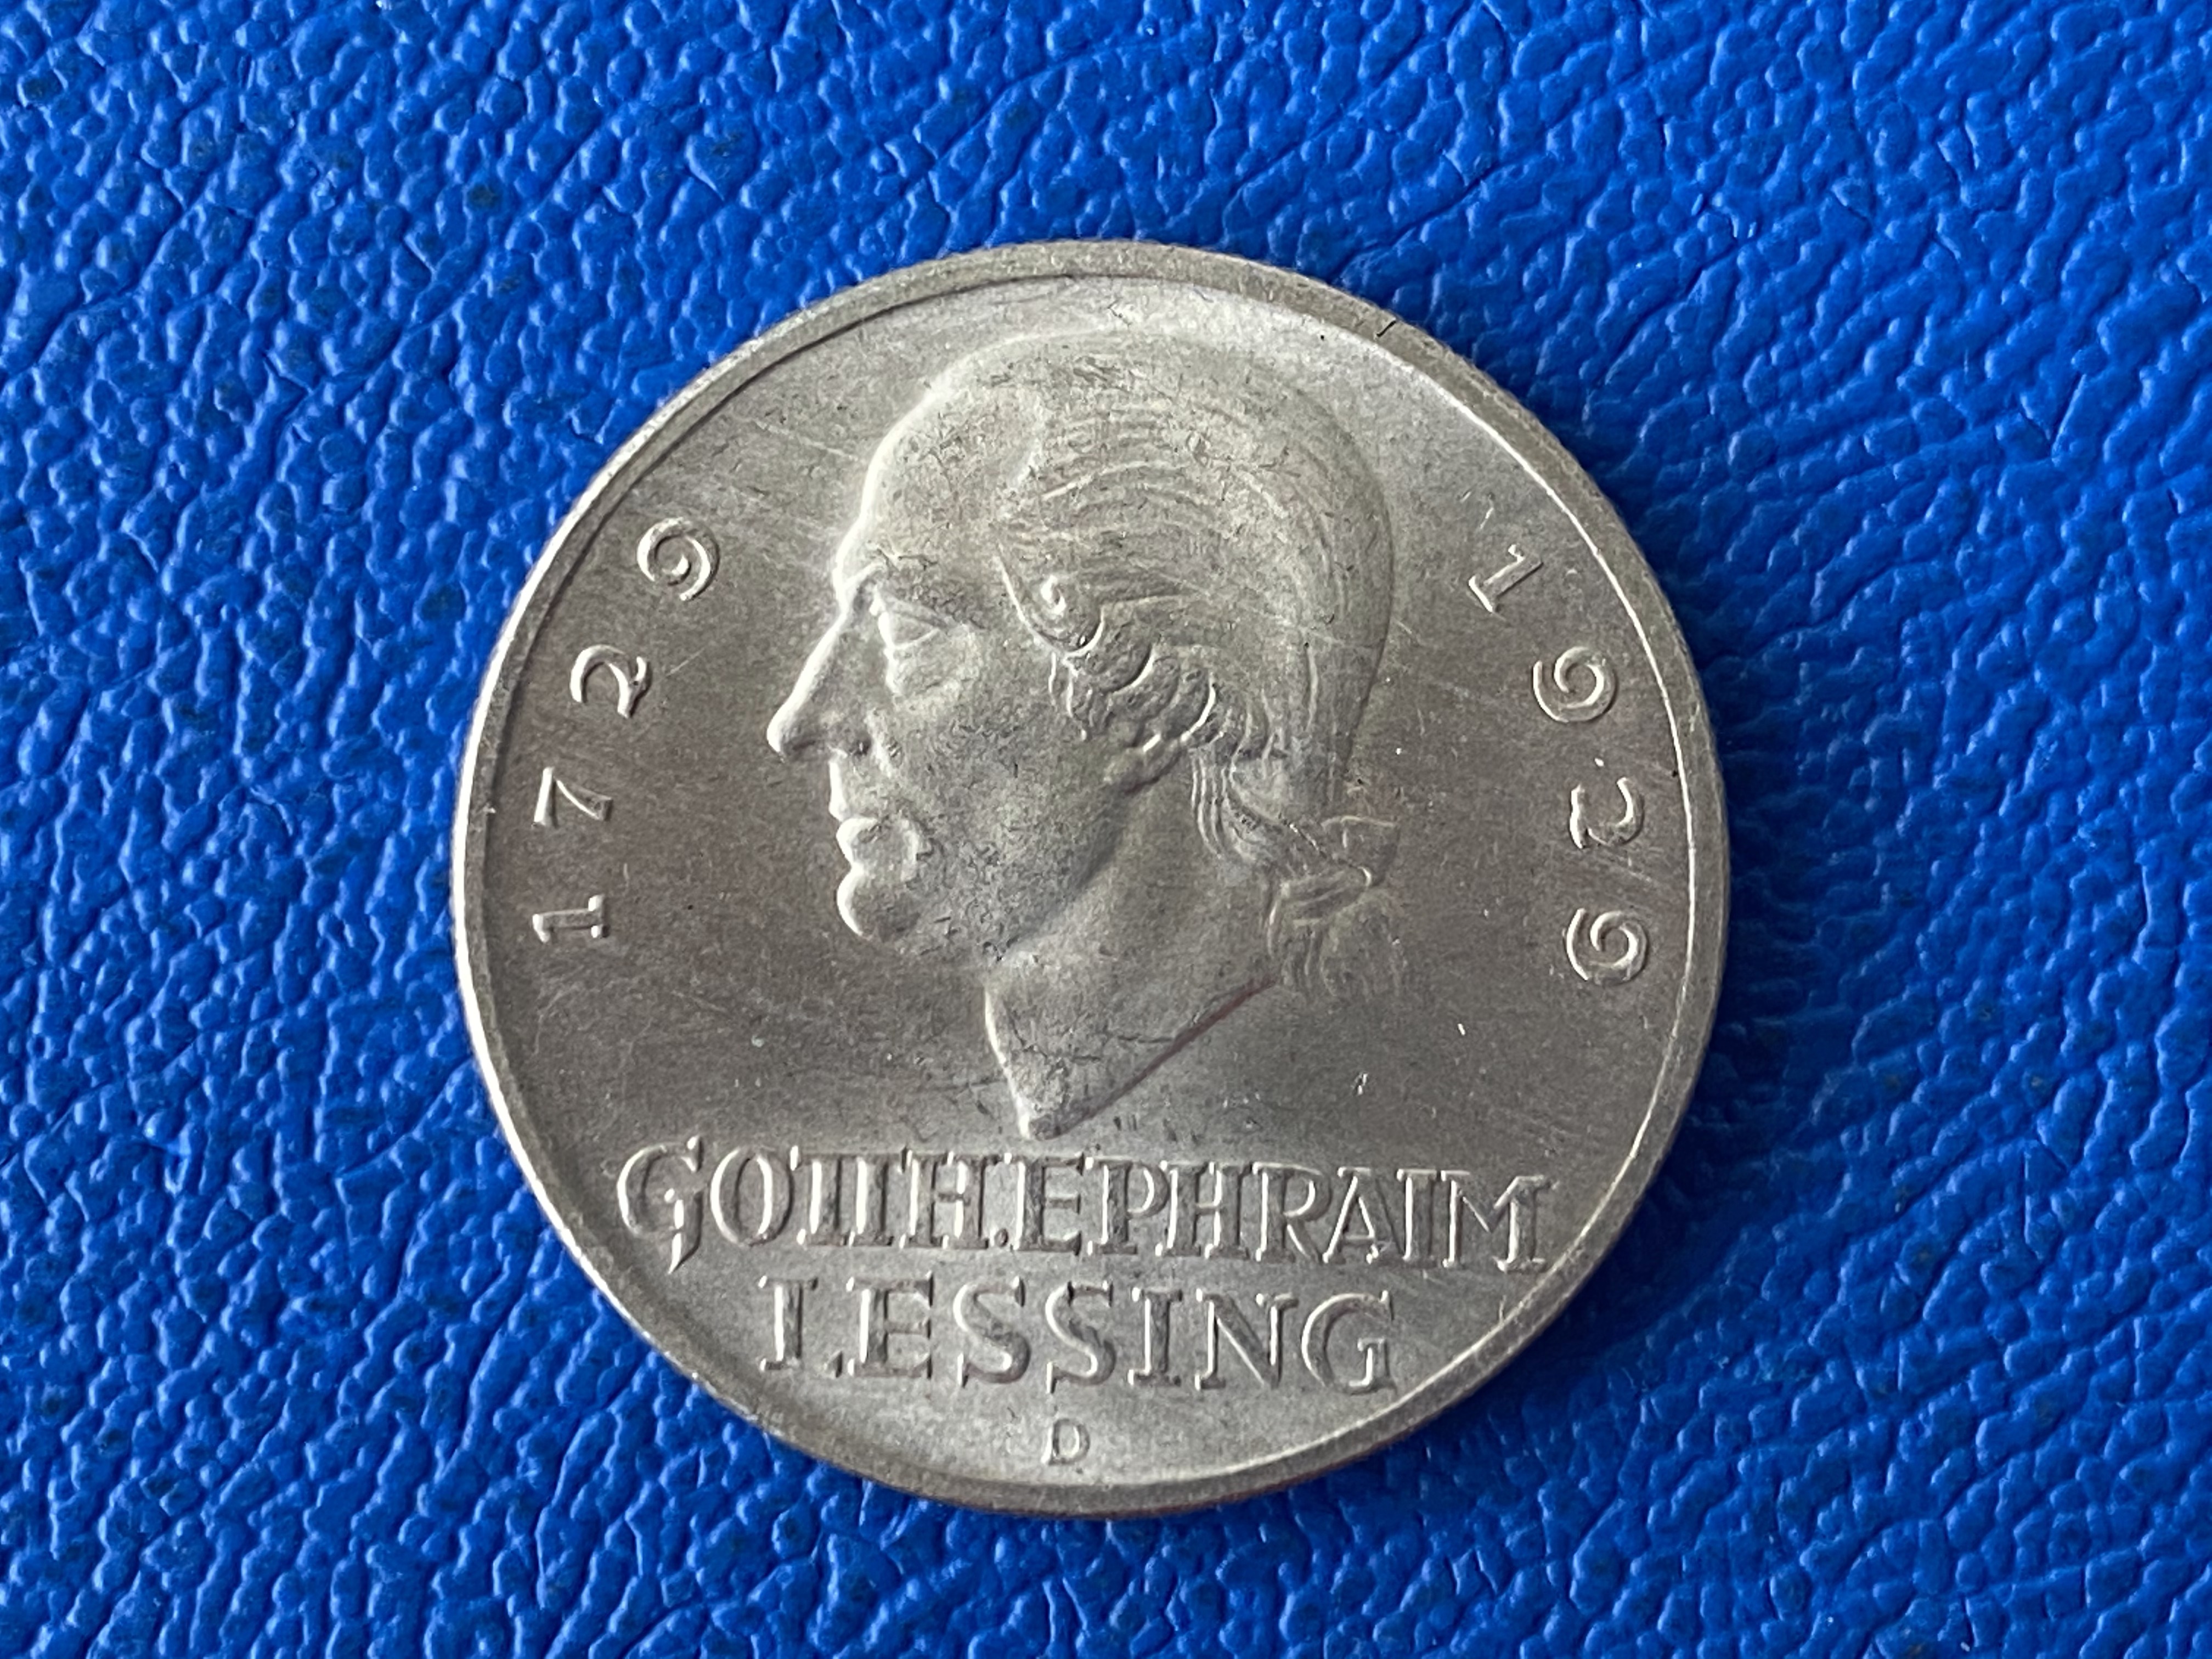 1729
1929
GOTTH.EPHRAIM
LESSING
D